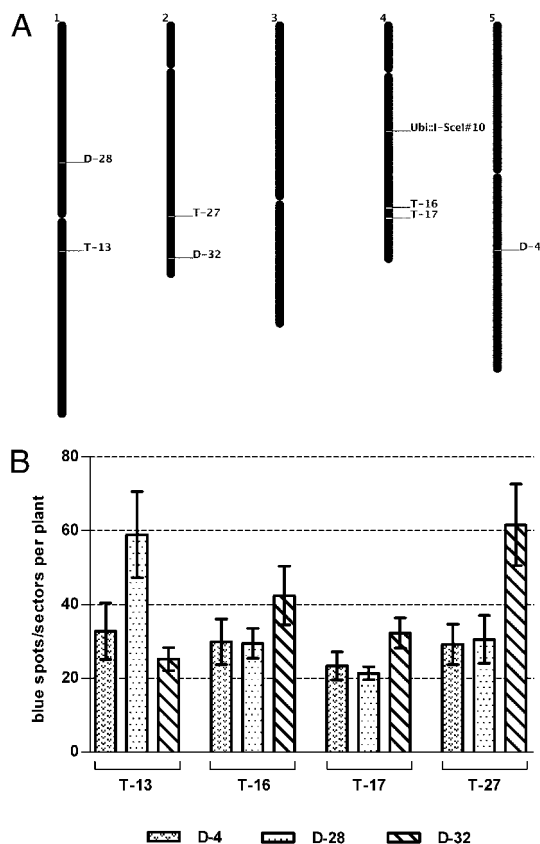 A
1 2 3 4 5
Ubi::I-SceI#10
D-28
T-16
T-27
T-17
T-13
D-4
D-32
B
80
60
40
20
0
blue spots/sectors per plant
T-13 T-16 T-17 T-27
D-4 D-28 D-32